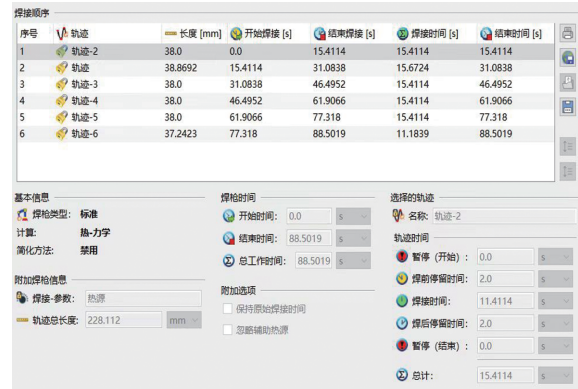 焊接顺序
序号 轨迹 长度 [mm] 开始焊接 [s] 结束焊接 [s] 焊接时间 [s] 结束时间 [s]
1 轨迹-2 38.0 0.0 15.4114 15.4114 15.4114
2 轨迹 38.8692 15.4114 31.0838 15.6724 31.0838
3 轨迹-3 38.0 31.0838 46.4952 15.4114 46.4952
4 轨迹-4 38.0 46.4952 61.9066 15.4114 61.9066
5 轨迹-5 38.0 61.9066 77.318 15.4114 77.318
6 轨迹-6 37.2423 77.318 88.5019 11.1839 88.5019
基本信息
焊枪类型: 标准
计算: 热-力学
简化方法: 禁用
附加焊枪信息
焊接-参数: 热源
轨迹总长度: 228.112 mm
焊枪时间
开始时间: 0.0 s
结束时间: 88.5019 s
总工作时间: 88.5019 s
附加选项
保持原始焊接时间
忽略辅助热源
选择的轨迹
名称: 轨迹-2
轨迹时间
暂停 (开始) : 0.0 s
焊前停留时间: 2.0 s
焊接时间: 11.4114 s
焊后停留时间: 2.0 s
暂停 (结束) : 0.0 s
总计: 15.4114 s